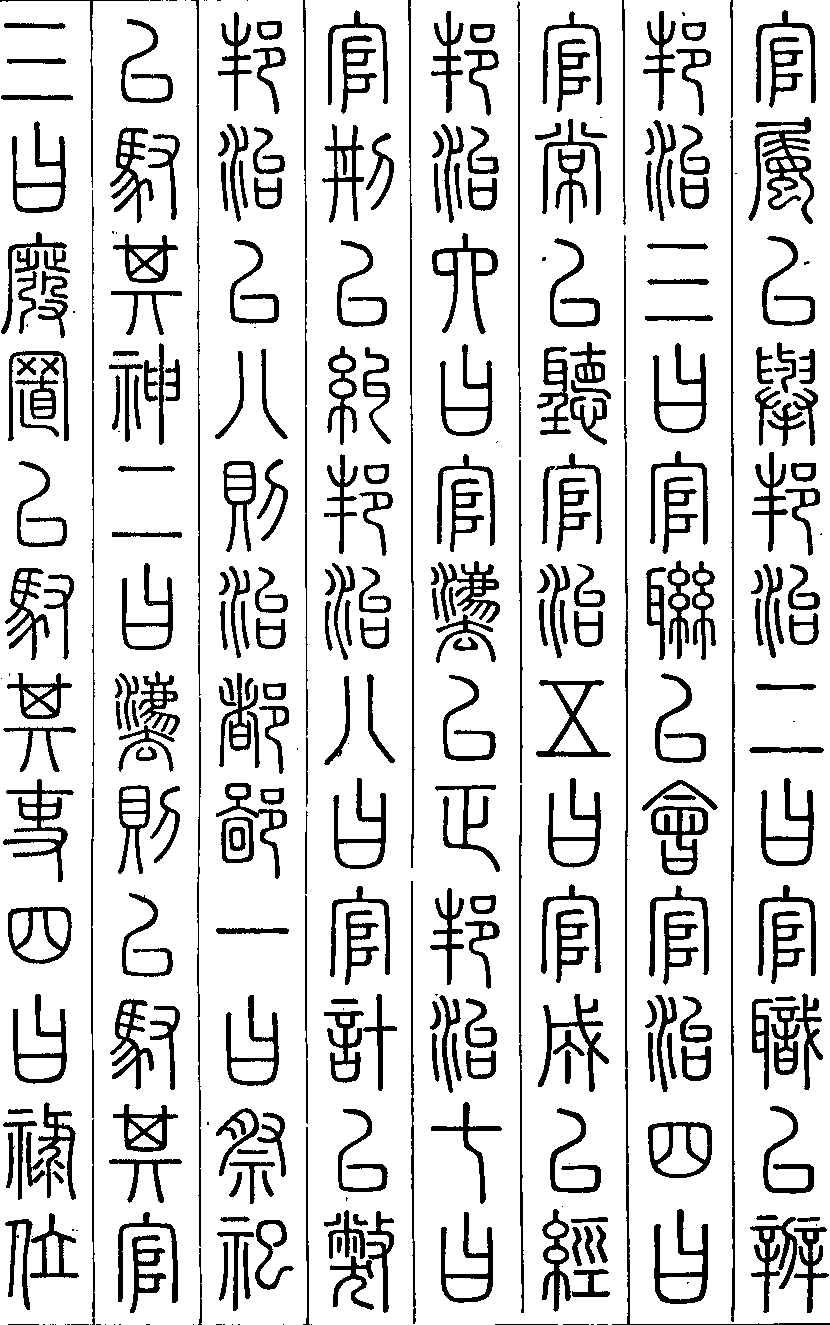 官屬以舉邦治二曰官職以辨
邦治三曰官聯以會官治四曰
官常以聽官治五曰官成以經
邦治六曰官灋以正邦治七曰
官刑以糾邦治八曰官計以獘
邦治以八則治都鄙一曰祭祀
以馭其神二曰灋則以馭其官
三曰廢置以馭其吏四曰祿位